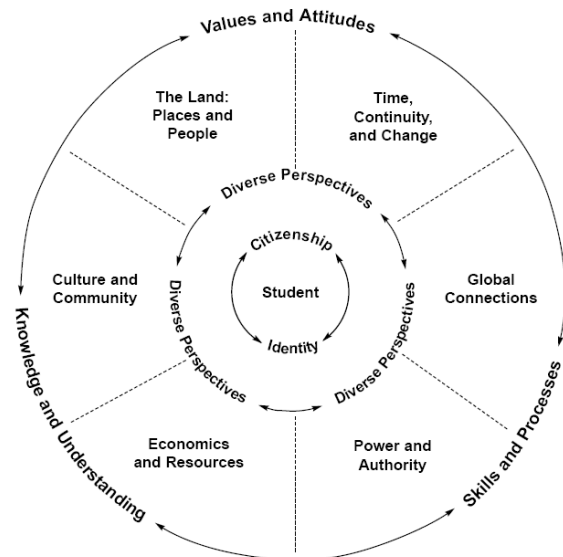 Values and Attitudes
The Land:
Places and
People
Time,
Continuity,
and Change
Diverse Perspectives
Citizenship
Culture and
Community
Student
Global
Connections
Identity
Diverse Perspectives
Diverse Perspectives
Economics
and Resources
Power and
Authority
Knowledge and Understanding
Skills and Processes